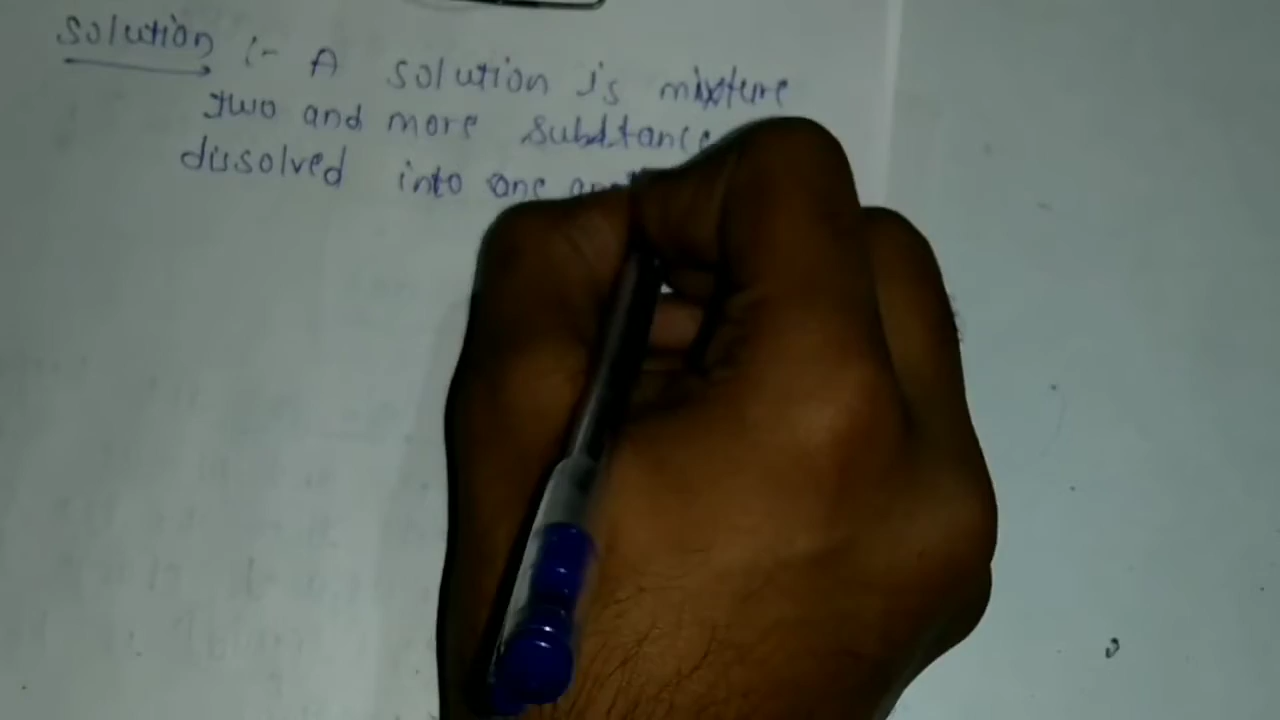 Solution :- A solution is mixture
two and more substance
dissolved into one